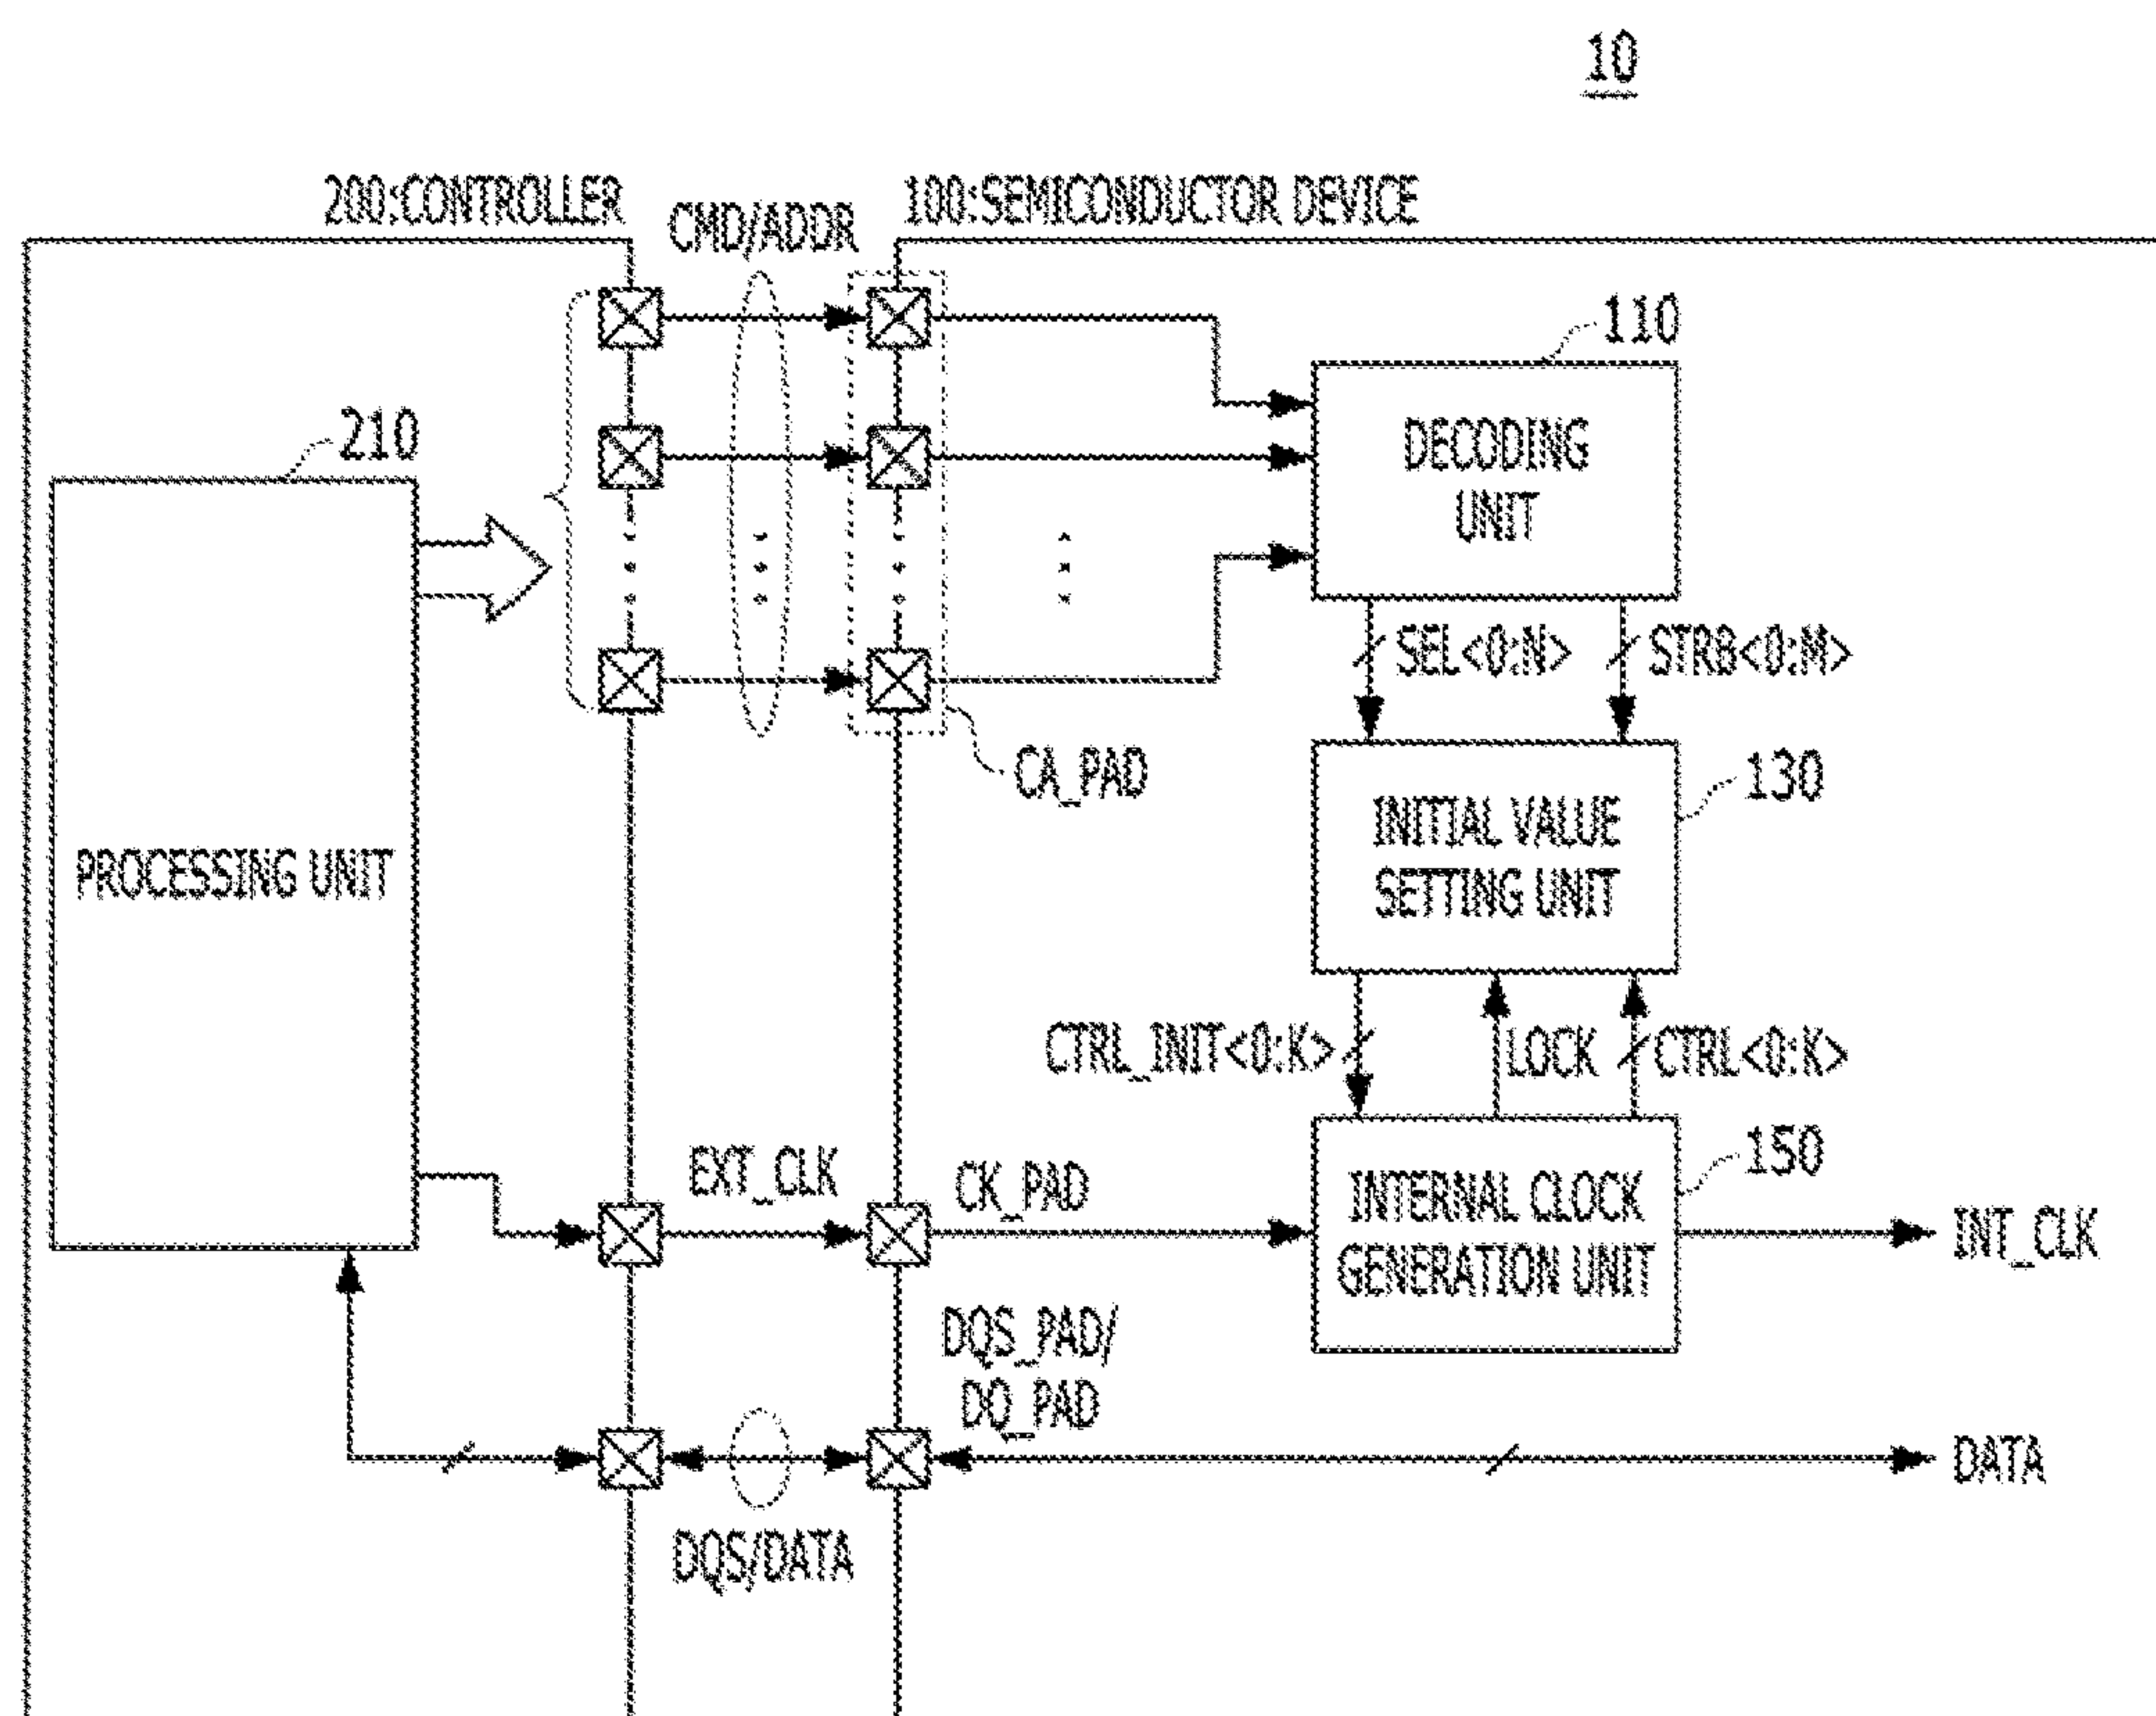 10
200:CONTROLLER
CMD/ADDR
100:SEMICONDUCTOR DEVICE
110
210
DECODING
UNIT
SEL<0:N>
STRB<0:M>
CA_PAD
130
INITIAL VALUE
SETTING UNIT
PROCESSING UNIT
CTRL_INIT<0:K>
LOCK
CTRL<0:K>
150
EXT_CLK
CK_PAD
INTERNAL CLOCK
GENERATION UNIT
INT_CLK
DQS_PAD/
DQ_PAD
DATA
DQS/DATA